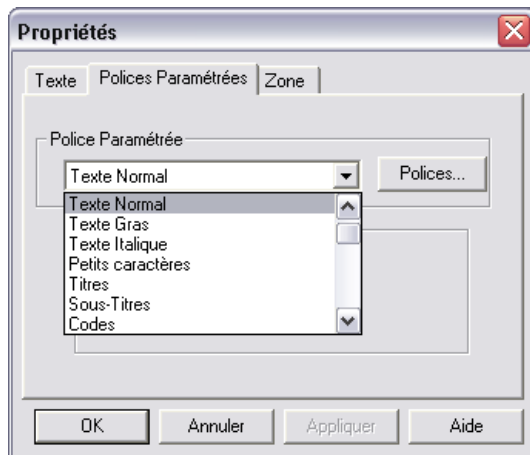 Propriétés
Texte Polices Paramétrées Zone
Police Paramétrée
Texte Normal Polices...
Texte Normal
Texte Gras
Texte Italique
Petits caractères
Titres
Sous-Titres
Codes
OK Annuler Appliquer Aide